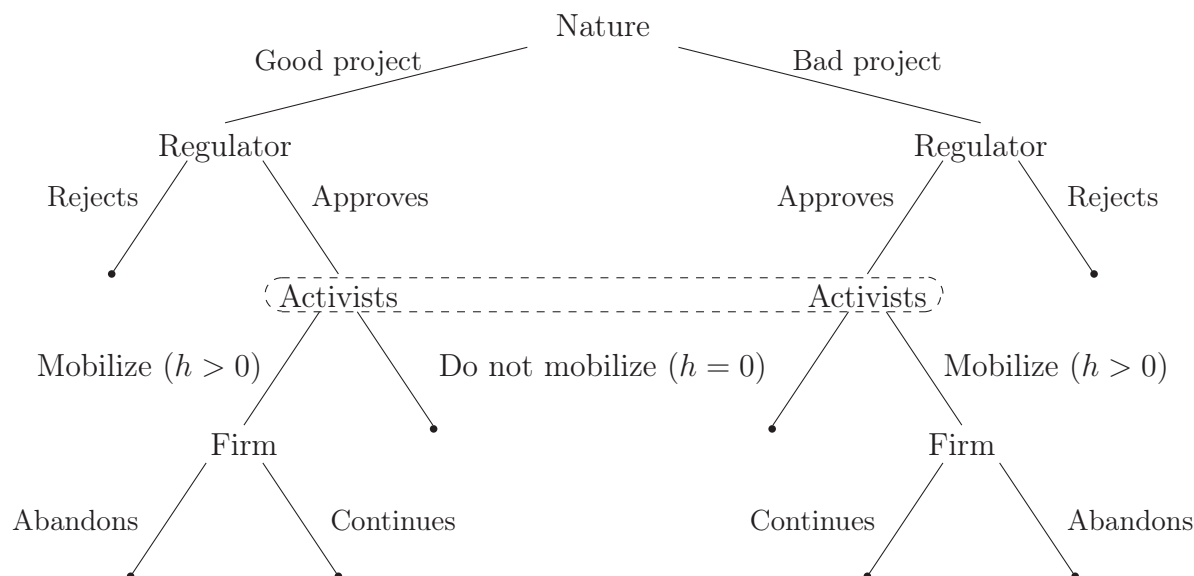 Nature
Good project Bad project
Regulator Regulator
Rejects Approves Approves Rejects
Activists Activists
Mobilize (h > 0) Do not mobilize (h = 0) Mobilize (h > 0)
Firm Firm
Abandons Continues Continues Abandons